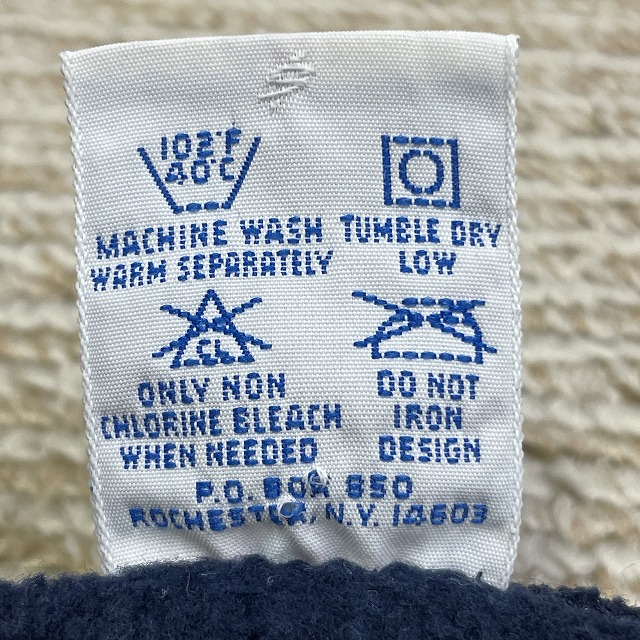 102°F
40°C
MACHINE WASH
WARM SEPARATELY
TUMBLE DRY
LOW
CL
ONLY NON
CHLORINE BLEACH
WHEN NEEDED
DO NOT
IRON
DESIGN
P.O. BOX 850
ROCHESTER, N.Y. 14603